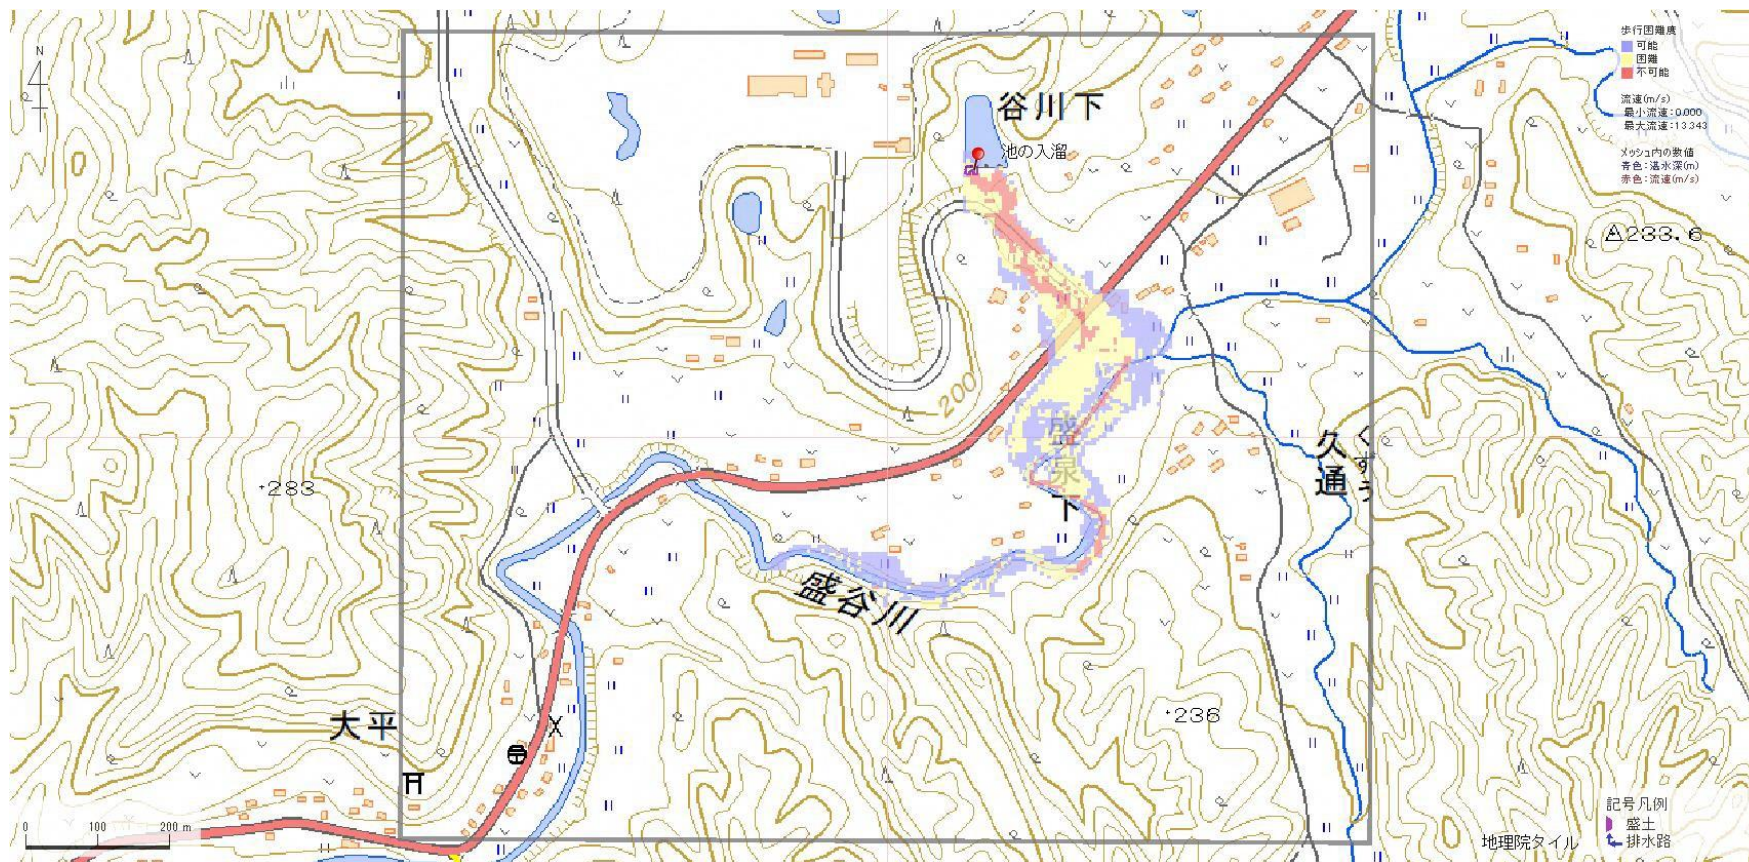 N
谷川下
池の入溜
歩行困難度
可能
困難
不可能
流速(m/s)
最小流速:0.000
最大流速:13.343
メッシュ内の数値
青色:湛水深(m)
赤色:流速(m/s)
233.6
200
盛泉下
久通
くずう
283
盛谷川
236
大平
0 100 200 m
地理院タイル
記号凡例
盛土
排水路